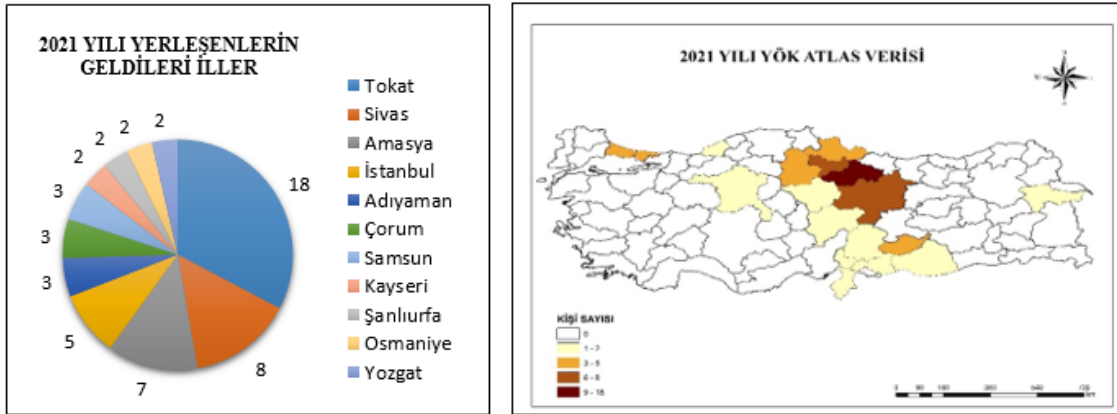 2021 YILI YERLEŞENLERİN
GELDİLERİ İLLER
18
8
7
5
3
3
3
2
2
2
2
Tokat
Sivas
Amasya
İstanbul
Adıyaman
Çorum
Samsun
Kayseri
Şanlıurfa
Osmaniye
Yozgat
2021 YILI YÖK ATLAS VERİSİ
KİŞİ SAYISI
0
1 - 2
3 - 5
6 - 8
9 - 18